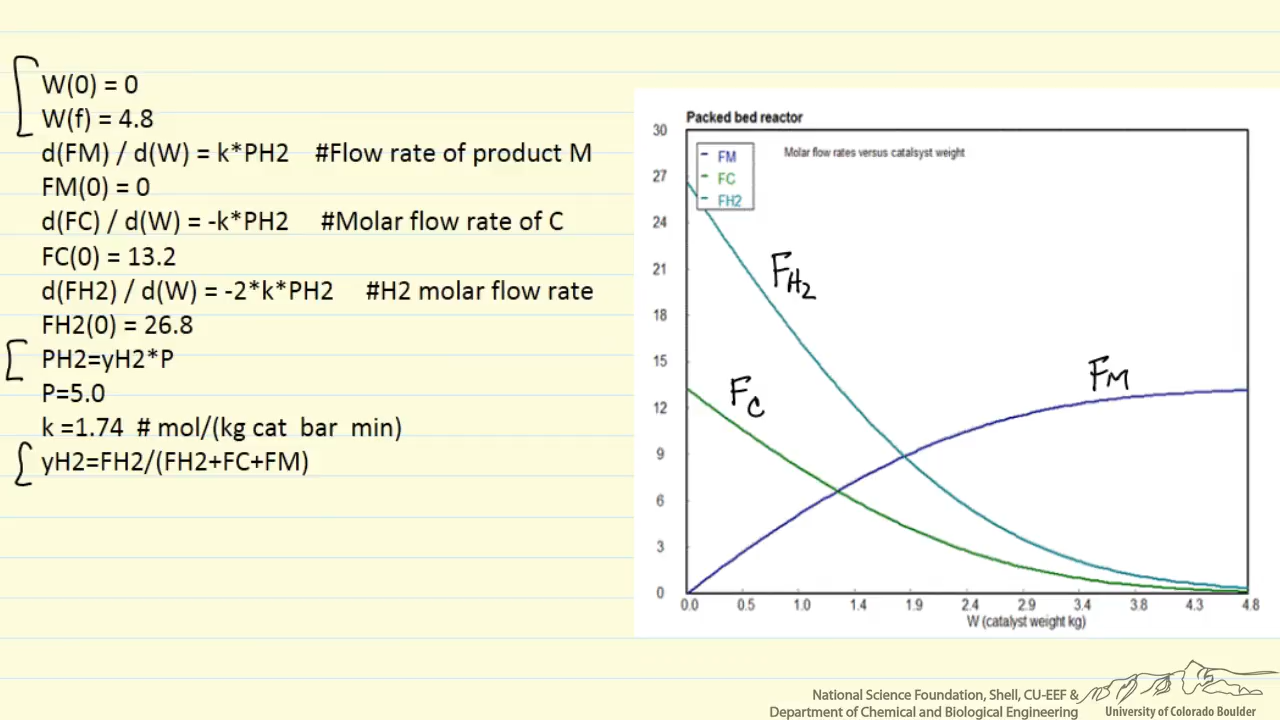 W(0) = 0
W(f) = 4.8
d(FM) / d(W) = k*PH2 #Flow rate of product M
FM(0) = 0
d(FC) / d(W) = -k*PH2 #Molar flow rate of C
FC(0) = 13.2
d(FH2) / d(W) = -2*k*PH2 #H2 molar flow rate
FH2(0) = 26.8
PH2=yH2*P
P=5.0
k =1.74 # mol/(kg cat bar min)
yH2=FH2/(FH2+FC+FM)
Packed bed reactor
Molar flow rates versus catalsyst weight
FM
FC
FH2
30
27
24
21
18
15
12
9
6
3
0
FH2
FC
FM
0.0 0.5 1.0 1.4 1.9 2.4 2.9 3.4 3.8 4.3 4.8
W (catalyst weight kg)
National Science Foundation, Shell, CU-EEF &
Department of Chemical and Biological Engineering
University of Colorado Boulder